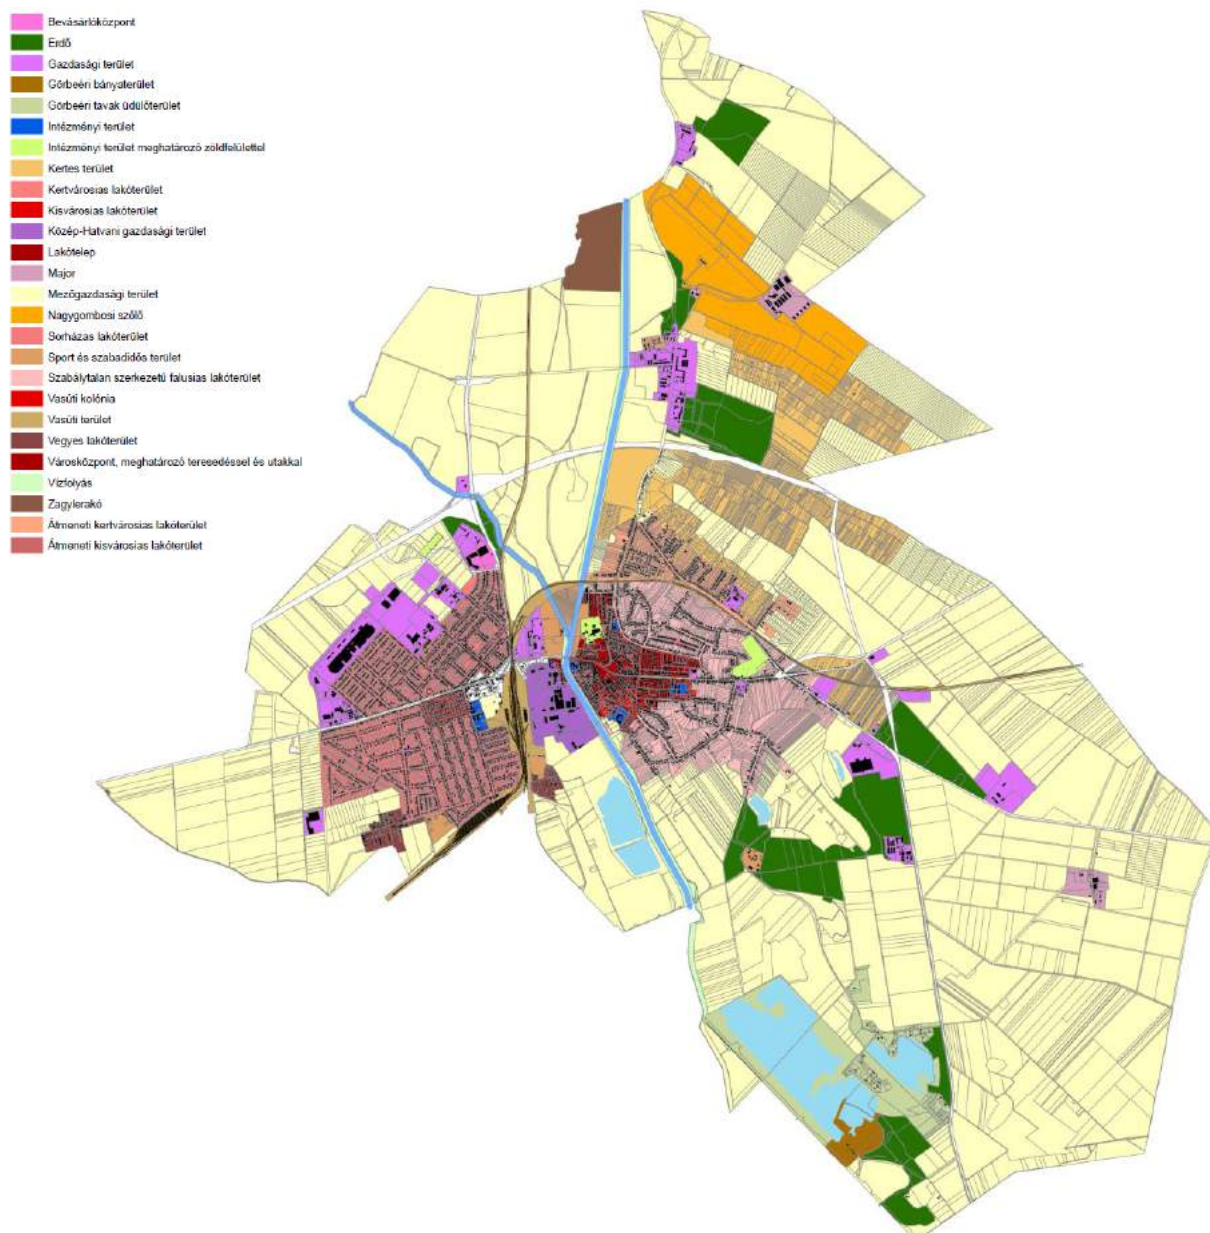 Bevásárlóközpont
Erdő
Gazdasági terület
Görbeéri bányaterület
Görbeéri tavak üdülőterület
Intézményi terület
Intézményi terület meghatározó zöldfelülettel
Kertes terület
Kertvárosias lakóterület
Kisvárosias lakóterület
Közép-Hatvani gazdasági terület
Lakótelep
Major
Mezőgazdasági terület
Nagygombosi szőlő
Sorházas lakóterület
Sport és szabadidős terület
Szabálytalan szerkezetű falusias lakóterület
Vasúti kolónia
Vasúti terület
Vegyes lakóterület
Városközpont, meghatározó teresedéssel és utakkal
Vízfolyás
Zagylerakó
Átmeneti kertvárosias lakóterület
Átmeneti kisvárosias lakóterület